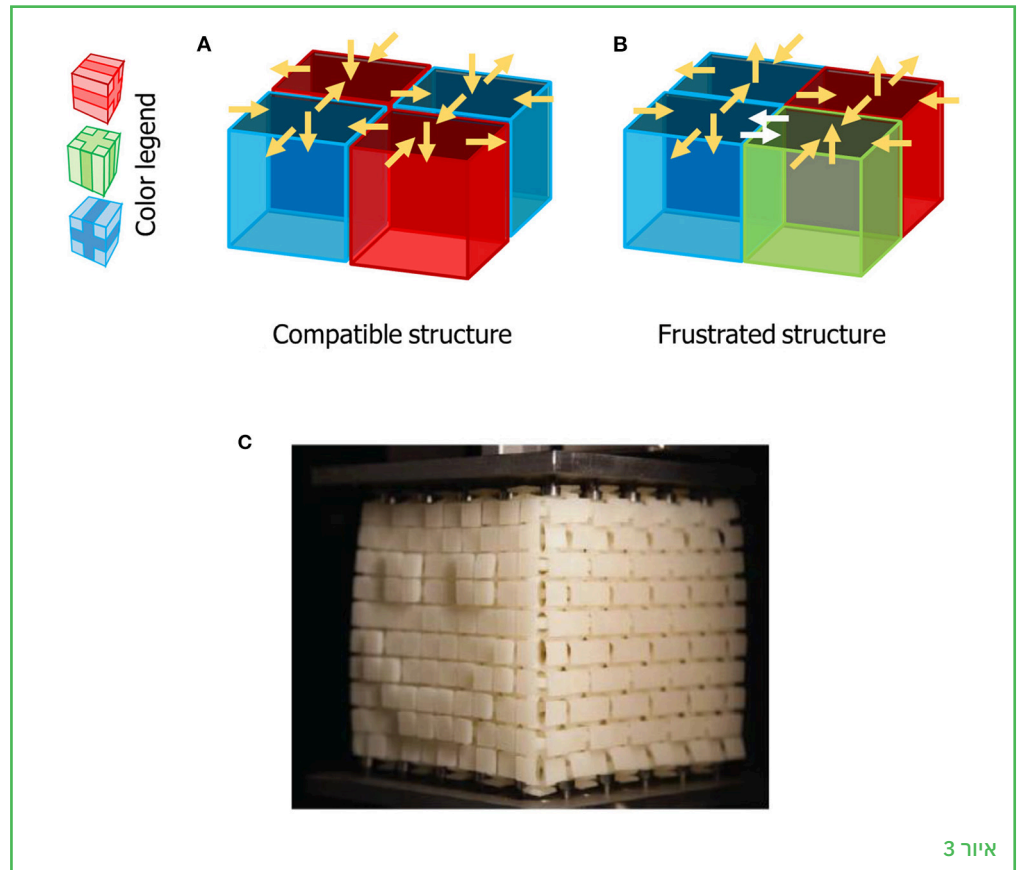 A
B
Color legend
Compatible structure
Frustrated structure
C
איור 3